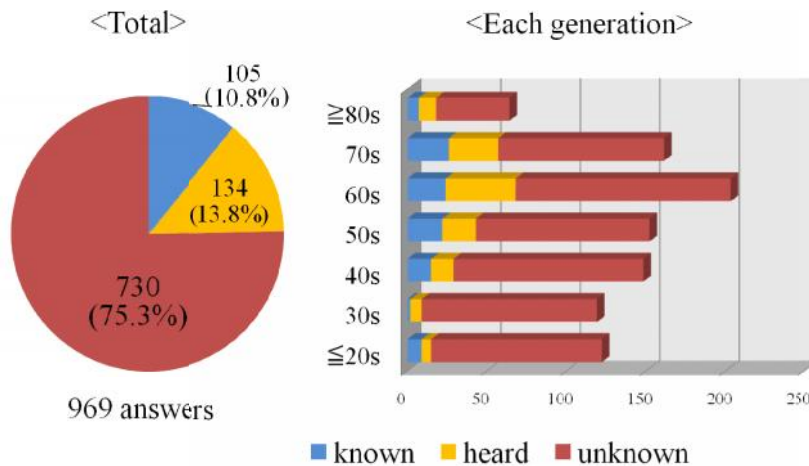 <Total>
105
(10.8%)
134
(13.8%)
730
(75.3%)
969 answers
<Each generation>
≧80s
70s
60s
50s
40s
30s
≦20s
0 50 100 150 200 250
known heard unknown